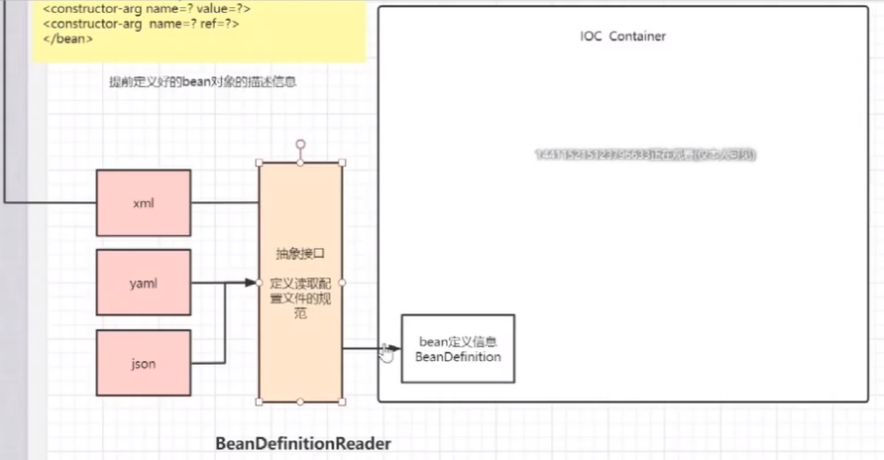 <constructor-arg name=? value=?>
<constructor-arg name=? ref=?>
</bean>
提前定义好的bean对象的描述信息
IOC Container
xml
yaml
json
抽象接口
定义读取配
置文件的规
范
bean定义信息
BeanDefinition
BeanDefinitionReader